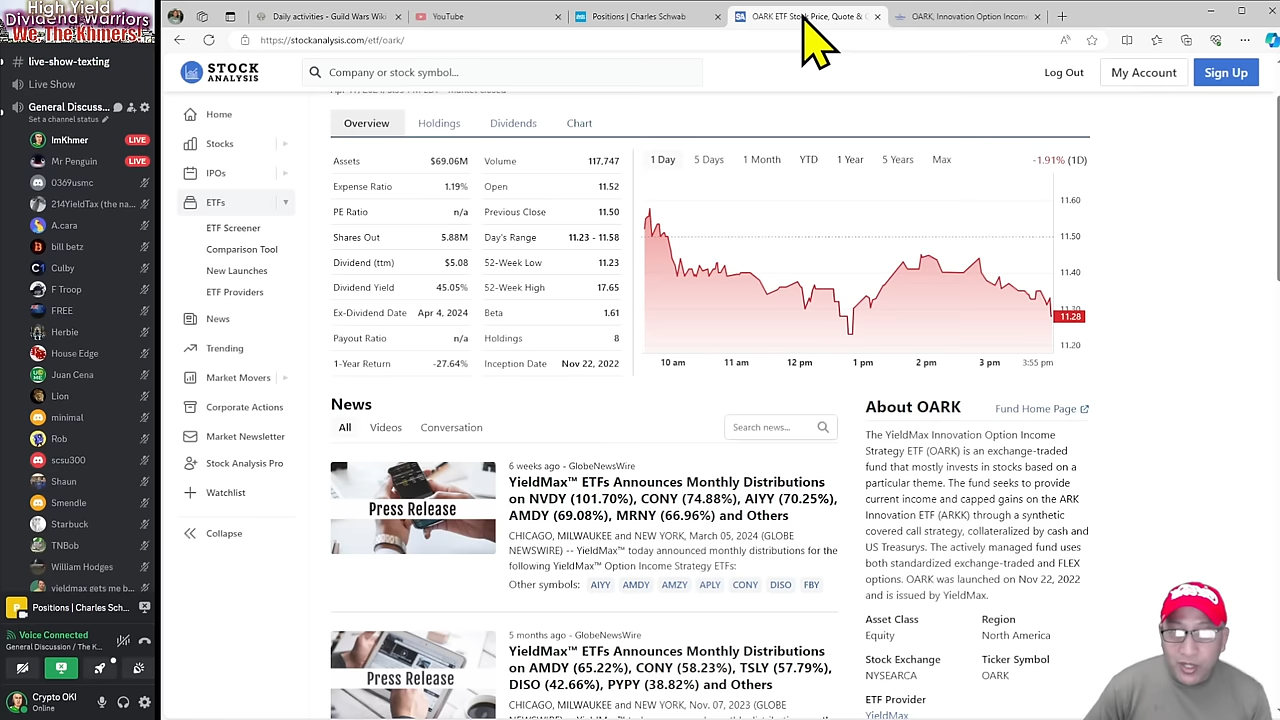 High Yield
Dividend Warriors
We The Khmers!
# live-show-texting
Live Show
General Discuss...
Set a channel status
ImKhmer LIVE
Mr Penguin LIVE
0369usmc
214YieldTax (the na...
A.cara
bill betz
Culby
F Troop
FREE
Herbie
House Edge
Juan Cena
Lion
minimal
Rob
scsu300
Shaun
Smendle
Starbuck
TNBob
William Hodges
yieldmax gets me b...
Positions | Charles Sch...
Voice Connected
General Discussion / The K...
Crypto OKI
Online
Daily activities - Guild Wars Wiki
YouTube
Positions | Charles Schwab
OARK ETF Stock Price, Quote &
OARK, Innovation Option Incom
https://stockanalysis.com/etf/oark/
STOCK
ANALYSIS
Company or stock symbol...
Log Out
My Account
Sign Up
Home
Stocks
IPOs
ETFs
ETF Screener
Comparison Tool
New Launches
ETF Providers
News
Trending
Market Movers
Corporate Actions
Market Newsletter
Stock Analysis Pro
Watchlist
Collapse
Overview Holdings Dividends Chart
Assets $69.06M Volume 117,747
Expense Ratio 1.19% Open 11.52
PE Ratio n/a Previous Close 11.50
Shares Out 5.88M Day's Range 11.23 - 11.58
Dividend (ttm) $5.08 52-Week Low 11.23
Dividend Yield 45.05% 52-Week High 17.65
Ex-Dividend Date Apr 4, 2024 Beta 1.61
Payout Ratio n/a Holdings 8
1-Year Return -27.64% Inception Date Nov 22, 2022
1 Day 5 Days 1 Month YTD 1 Year 5 Years Max -1.91% (1D)
11.60
11.50
11.40
11.30
11.28
11.20
10 am 11 am 12 pm 1 pm 2 pm 3 pm 3:55 pm
News
All Videos Conversation
Search news...
6 weeks ago - GlobeNewsWire
YieldMax™ ETFs Announces Monthly Distributions
on NVDY (101.70%), CONY (74.88%), AIYY (70.25%),
AMDY (69.08%), MRNY (66.96%) and Others
Press Release
CHICAGO, MILWAUKEE and NEW YORK, March 05, 2024 (GLOBE
NEWSWIRE) -- YieldMax™ today announced monthly distributions for the
following YieldMax™ Option Income Strategy ETFs:
Other symbols: AIYY AMDY AMZY APLY CONY DISO FBY
5 months ago - GlobeNewsWire
YieldMax™ ETFs Announces Monthly Distributions
on AMDY (65.22%), CONY (58.23%), TSLY (57.79%),
DISO (42.66%), PYPY (38.82%) and Others
Press Release
CHICAGO, MILWAUKEE and NEW YORK, Nov. 07, 2023 (GLOBE
About OARK
Fund Home Page
The YieldMax Innovation Option Income
Strategy ETF (OARK) is an exchange-traded
fund that mostly invests in stocks based on a
particular theme. The fund seeks to provide
current income and capped gains on the ARK
Innovation ETF (ARKK) through a synthetic
covered call strategy, collateralized by cash and
US Treasurys. The actively managed fund uses
both standardized exchange-traded and FLEX
options. OARK was launched on Nov 22, 2022
and is issued by YieldMax.
Asset Class Region
Equity North America
Stock Exchange Ticker Symbol
NYSEARCA OARK
ETF Provider
YieldMax